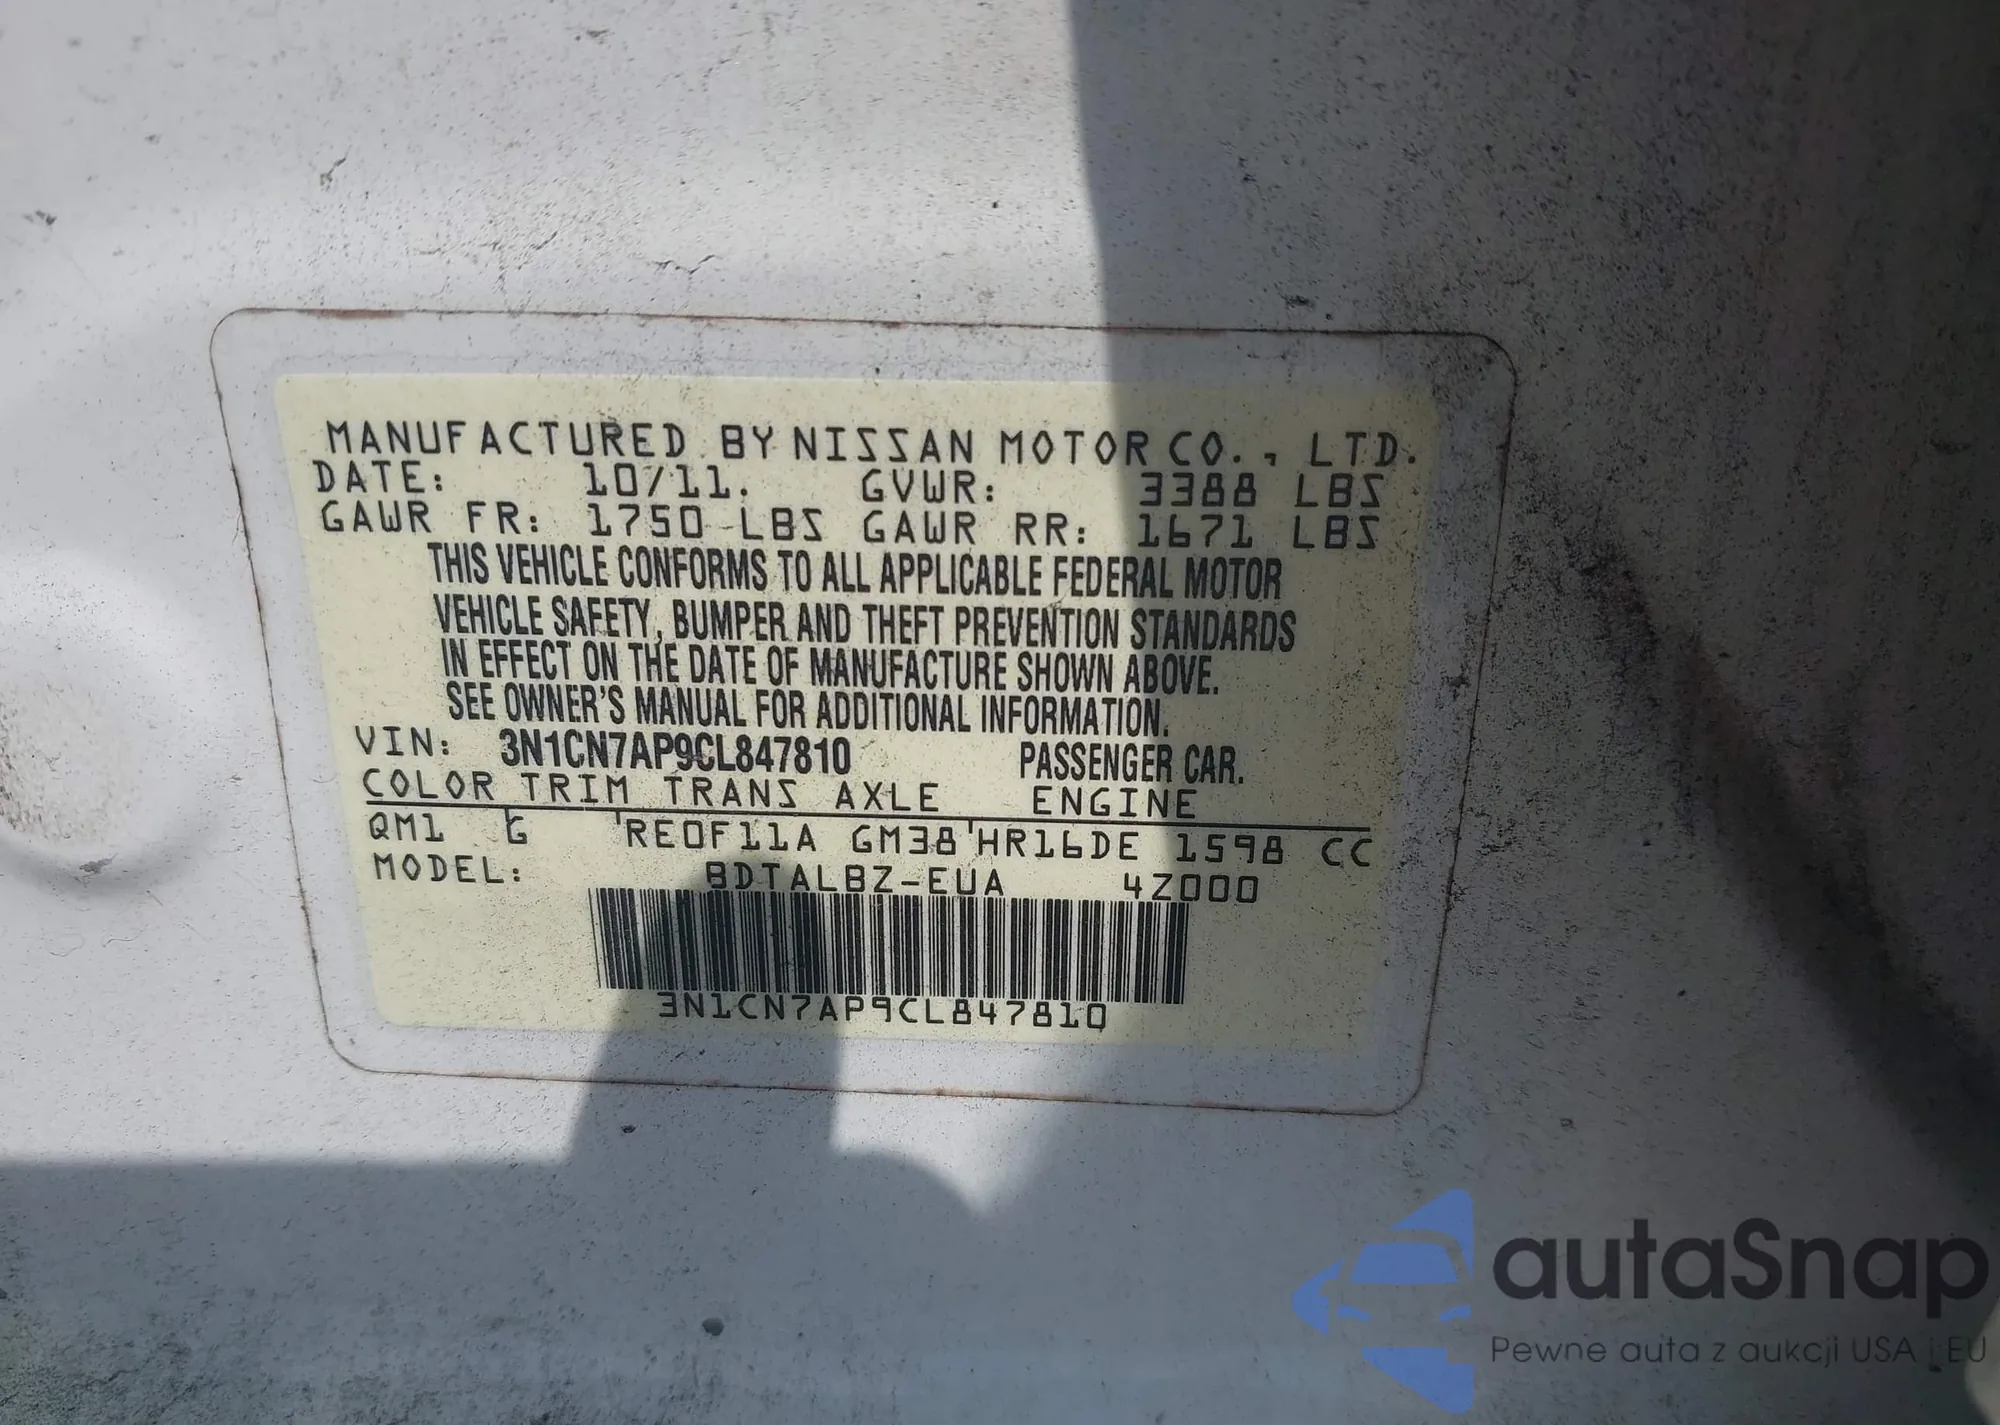 MANUFACTURED BY NISSAN MOTOR CO., LTD.
DATE: 10/11. GVWR: 3388 LBS
GAWR FR: 1750 LBS GAWR RR: 1671 LBS
THIS VEHICLE CONFORMS TO ALL APPLICABLE FEDERAL MOTOR
VEHICLE SAFETY, BUMPER AND THEFT PREVENTION STANDARDS
IN EFFECT ON THE DATE OF MANUFACTURE SHOWN ABOVE.
SEE OWNER'S MANUAL FOR ADDITIONAL INFORMATION.
VIN: 3N1CN7AP9CL847810 PASSENGER CAR.
COLOR TRIM TRANS AXLE ENGINE
QM1 G RE0F11A GM38 HR16DE 1598 CC
MODEL: BDTALBZ-EUA 4Z000
3N1CN7AP9CL847810
autaSnap
Pewne auta z aukcji USA i EU